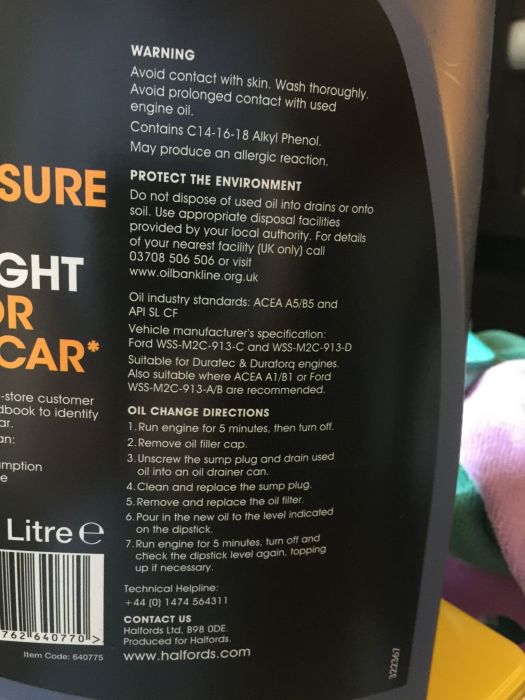 WARNING
Avoid contact with skin. Wash thoroughly.
Avoid prolonged contact with used
engine oil.
Contains C14-16-18 Alkyl Phenol.
May produce an allergic reaction.
PROTECT THE ENVIRONMENT
Do not dispose of used oil into drains or onto
soil. Use appropriate disposal facilities
provided by your local authority. For details
of your nearest facility (UK only) call
03708 506 506 or visit
www.oilbankline.org.uk
Oil industry standards: ACEA A5/B5 and
API SL CF
Vehicle manufacturer's specification:
Ford WSS-M2C-913-C and WSS-M2C-913-D
Suitable for Duratec & Duratorq engines.
Also suitable where ACEA A1/B1 or Ford
WSS-M2C-913-A/B are recommended.
OIL CHANGE DIRECTIONS
1. Run engine for 5 minutes, then turn off.
2. Remove oil filler cap.
3. Unscrew the sump plug and drain used
oil into an oil drainer can.
4. Clean and replace the sump plug.
5. Remove and replace the oil filter.
6. Pour in the new oil to the level indicated
on the dipstick.
7. Run engine for 5 minutes, turn off and
check the dipstick level again, topping
up if necessary.
Technical Helpline:
+44 (0) 1474 564311
CONTACT US
Halfords Ltd, B98 0DE.
Produced for Halfords.
www.halfords.com
322367
SURE
GHT
OR
CAR*
-store customer
dbook to identify
ar.
an:
mption
e
Litre e
762 640770 >
Item Code: 640775